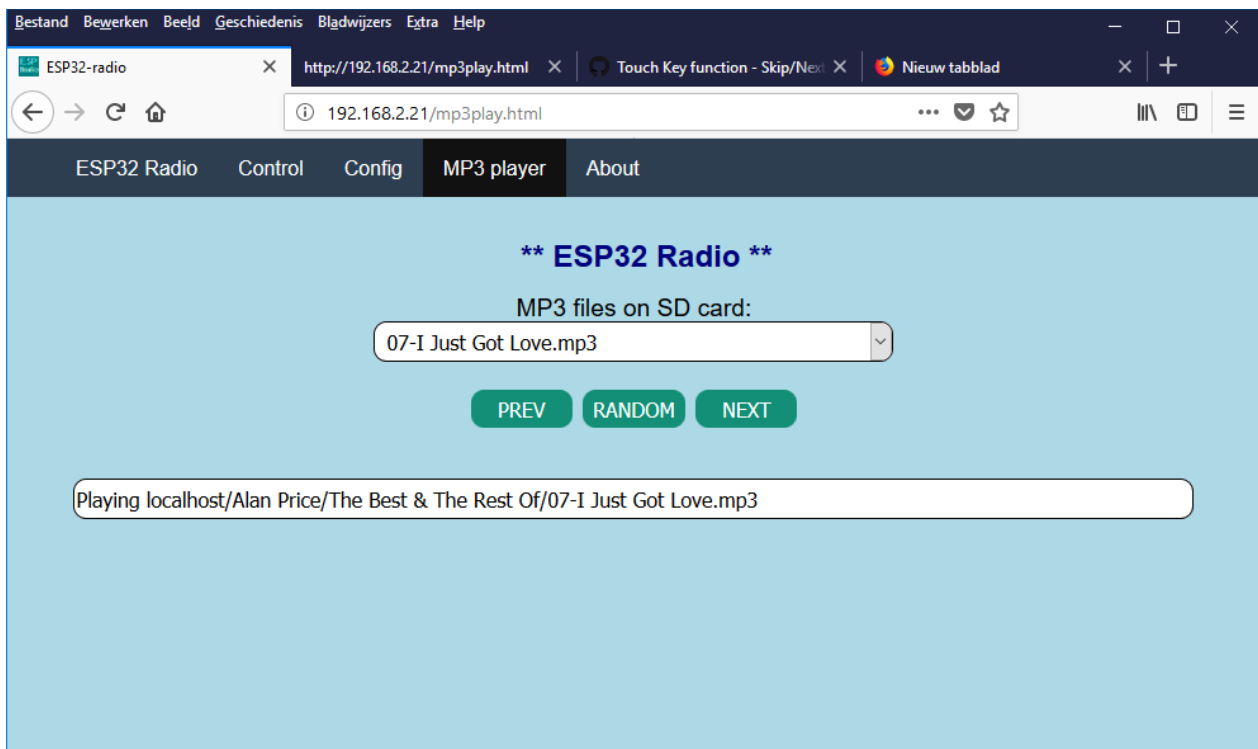 Bestand Bewerken Beeld Geschiedenis Bladwijzers Extra Help
ESP32-radio http://192.168.2.21/mp3play.html Touch Key function - Skip/Nex Nieuw tabblad
192.168.2.21/mp3play.html
ESP32 Radio Control Config MP3 player About
** ESP32 Radio **
MP3 files on SD card:
07-I Just Got Love.mp3
PREV RANDOM NEXT
Playing localhost/Alan Price/The Best & The Rest Of/07-I Just Got Love.mp3